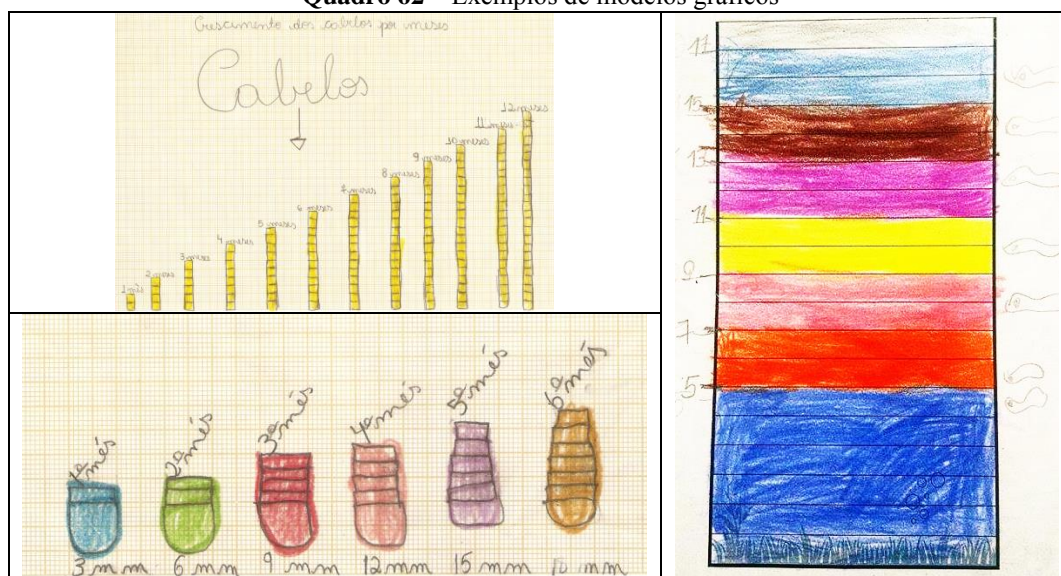 Quadro 02 – Exemplos de modelos gráficos
Crescimento dos cabelos por meses
Cabelos
1 mês
2 meses
3 meses
4 meses
5 meses
6 meses
7 meses
8 meses
9 meses
10 meses
11 meses
12 meses
1º mês
2º mês
3º mês
4º mês
5º mês
6º mês
3 mm
6 mm
9 mm
12 mm
15 mm
mm
11
15
13
11
9
7
5